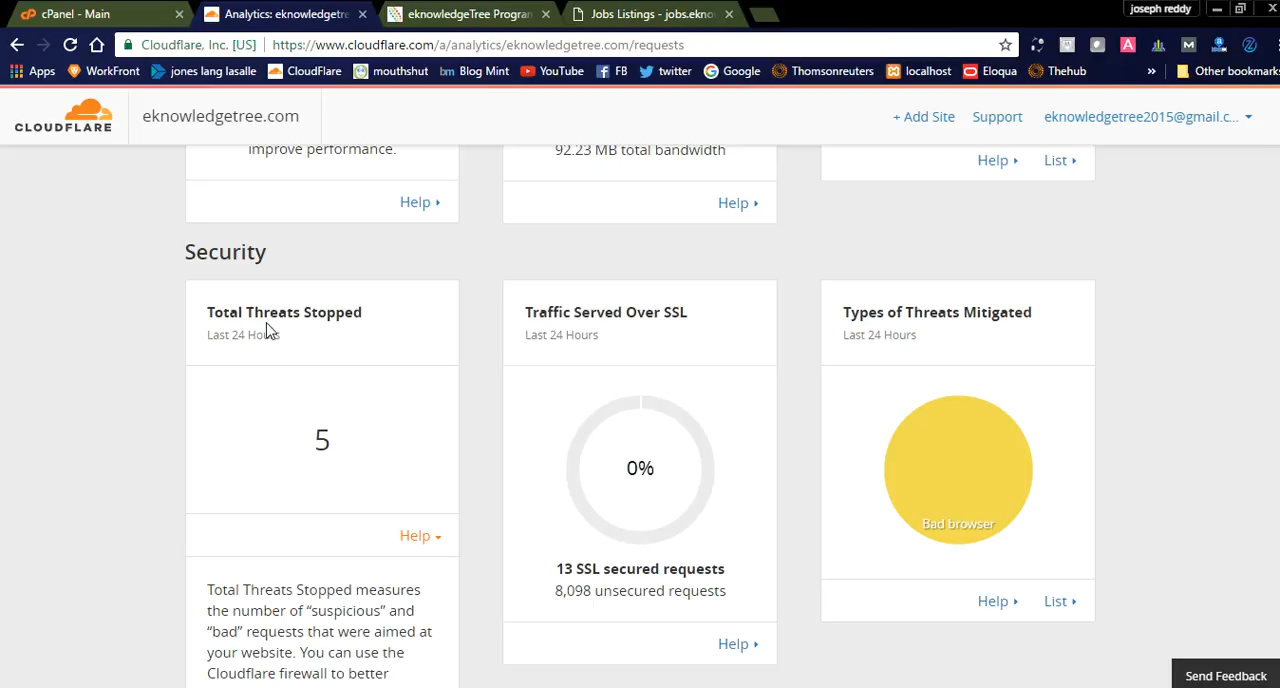 cPanel - Main
Analytics: eknowledgetre
eknowledgeTree Program
Jobs Listings - jobs.eknow
joseph reddy
Cloudflare, Inc. [US]
https://www.cloudflare.com/a/analytics/eknowledgetree.com/requests
Apps
WorkFront
jones lang lasalle
CloudFlare
mouthshut
bm Blog Mint
YouTube
FB
twitter
Google
Thomsonreuters
localhost
Eloqua
Thehub
»
Other bookmarks
CLOUDFLARE
eknowledgetree.com
+ Add Site
Support
eknowledgetree2015@gmail.c...
improve performance.
92.23 MB total bandwidth
Help
List
Help
Help
Security
Total Threats Stopped
Last 24 Hours
5
Help
Total Threats Stopped measures
the number of “suspicious” and
“bad” requests that were aimed at
your website. You can use the
Cloudflare firewall to better
Traffic Served Over SSL
Last 24 Hours
0%
13 SSL secured requests
8,098 unsecured requests
Help
Types of Threats Mitigated
Last 24 Hours
Bad browser
Help
List
Send Feedback